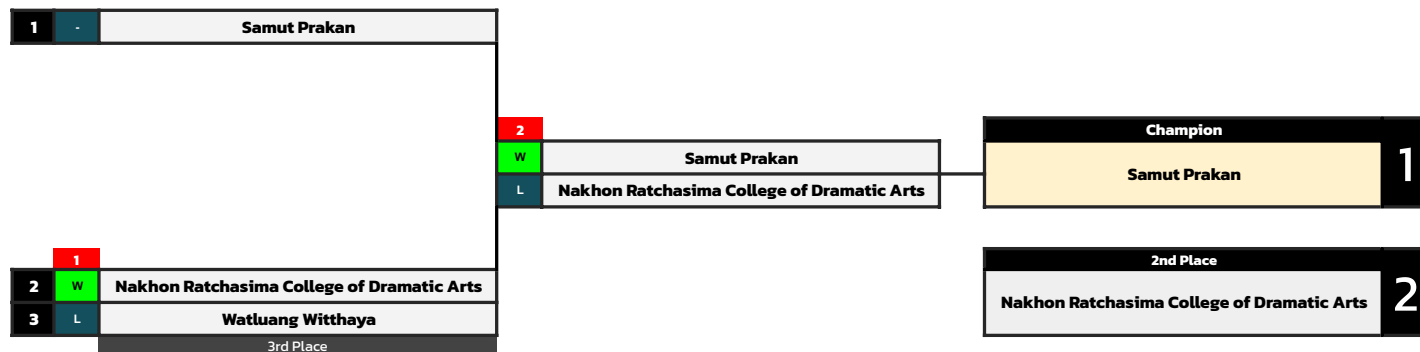 1 - Samut Prakan
2
W Samut Prakan
L Nakhon Ratchasima College of Dramatic Arts
Champion
Samut Prakan
1
1
2 W Nakhon Ratchasima College of Dramatic Arts
3 L Watluang Witthaya
3rd Place
2nd Place
Nakhon Ratchasima College of Dramatic Arts
2